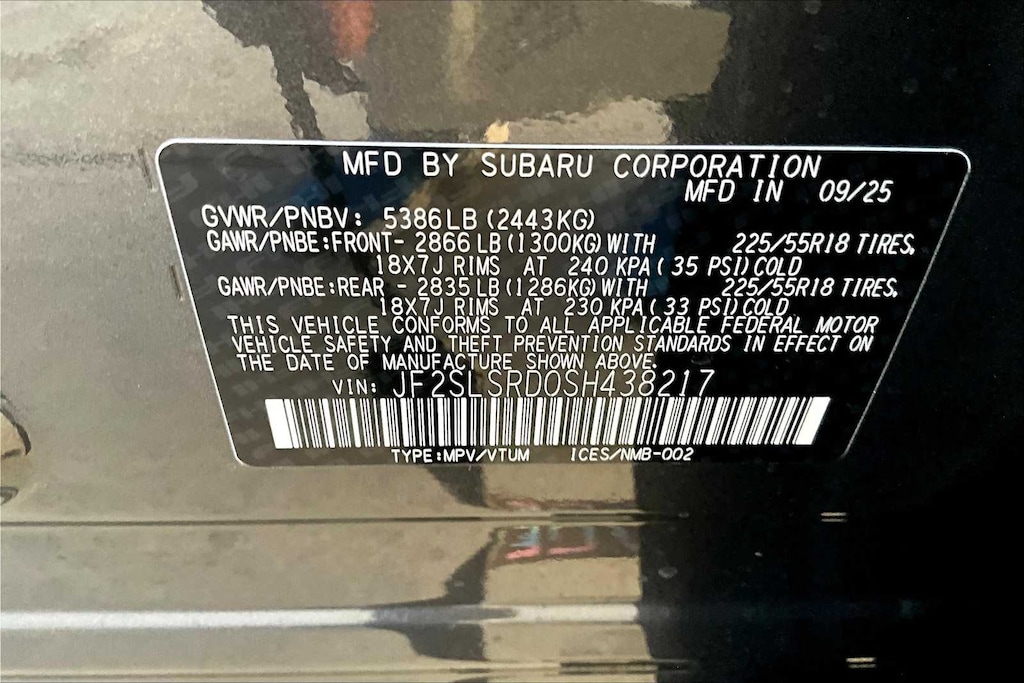 MFD BY SUBARU CORPORATION
MFD IN 09/25
GVWR/PNBV: 5386LB (2443KG)
GAWR/PNBE:FRONT- 2866 LB (1300KG) WITH 225/55R18 TIRES,
18X7J RIMS AT 240 KPA ( 35 PSI) COLD
GAWR/PNBE:REAR - 2835 LB (1286KG) WITH 225/55R18 TIRES,
18X7J RIMS AT 230 KPA ( 33 PSI) COLD
THIS VEHICLE CONFORMS TO ALL APPLICABLE FEDERAL MOTOR
VEHICLE SAFETY AND THEFT PREVENTION STANDARDS IN EFFECT ON
THE DATE OF MANUFACTURE SHOWN ABOVE.
VIN: JF2SLSRD0SH438217
TYPE:MPV/VTUM ICES/NMB-002